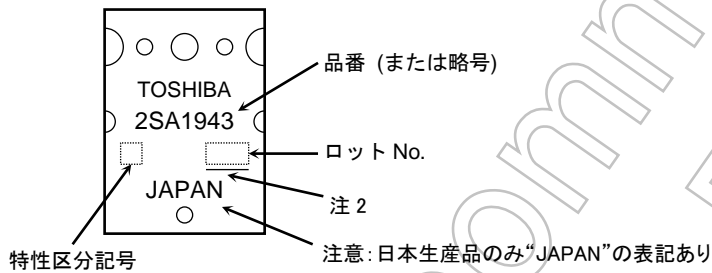 品番 (または略号)
TOSHIBA
2SA1943
ロット No.
JAPAN
注 2
特性区分記号
注意: 日本生産品のみ“JAPAN”の表記あり